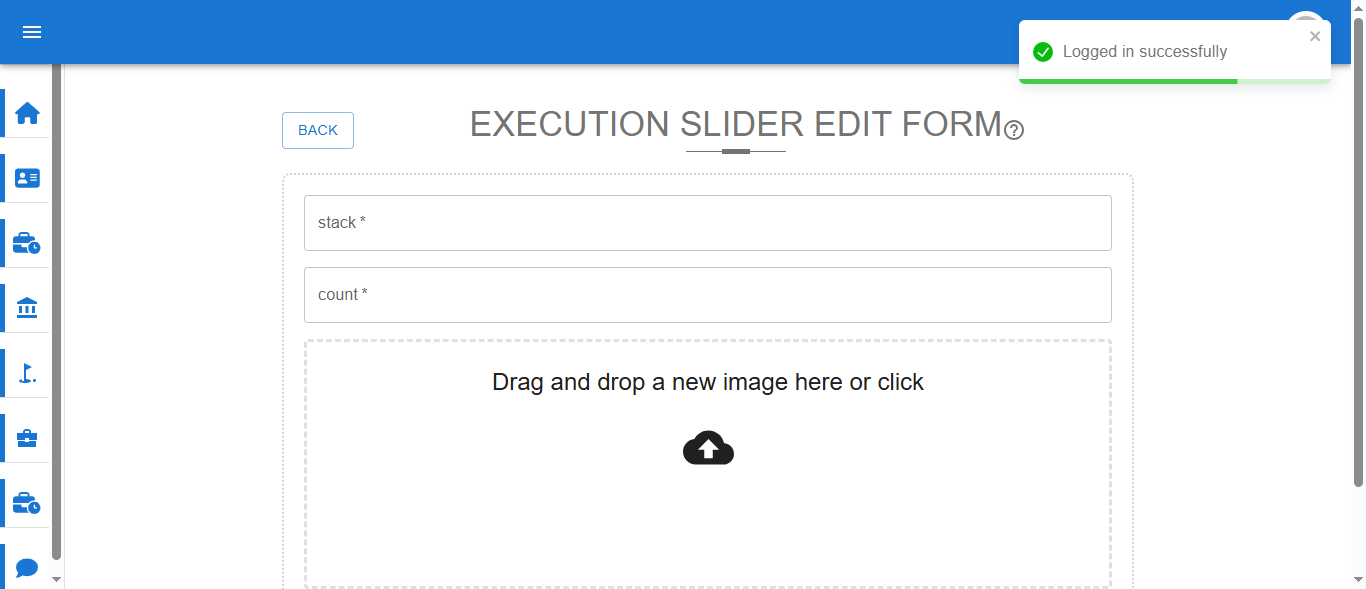 Logged in successfully
BACK
EXECUTION SLIDER EDIT FORM
stack *
count *
Drag and drop a new image here or click